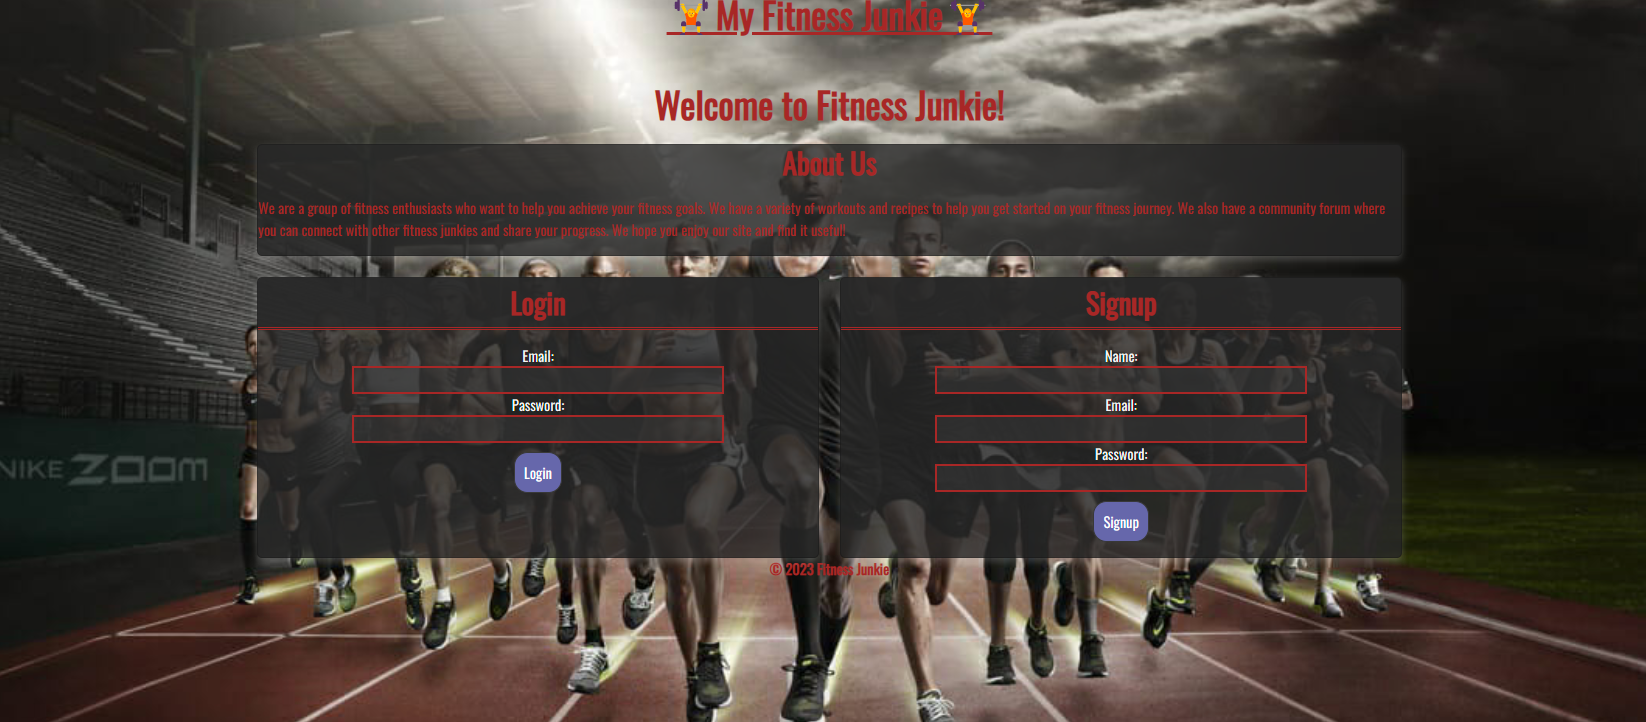 🏋️ My Fitness Junkie 🏋️
Welcome to Fitness Junkie!
About Us
We are a group of fitness enthusiasts who want to help you achieve your fitness goals. We have a variety of workouts and recipes to help you get started on your fitness journey. We also have a community forum where
you can connect with other fitness junkies and share your progress. We hope you enjoy our site and find it useful!
Login
Email:
Password:
Login
Signup
Name:
Email:
Password:
Signup
NIKE ZOOM
© 2023 Fitness Junkie